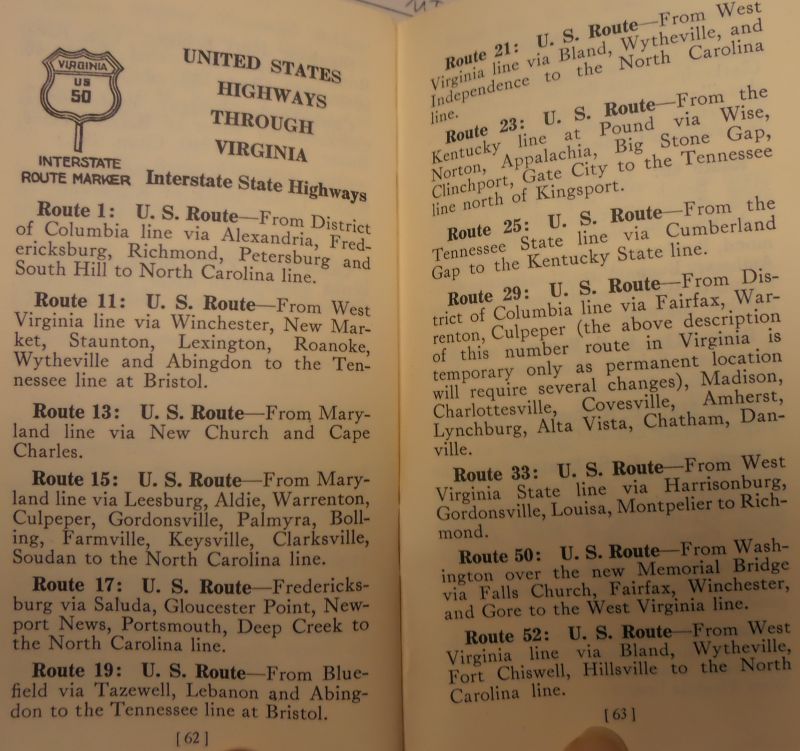 VIRGINIA
US
50
INTERSTATE
ROUTE MARKER
UNITED STATES
HIGHWAYS
THROUGH
VIRGINIA
Interstate State Highways
Route 1: U. S. Route—From District
of Columbia line via Alexandria, Fred-
ericksburg, Richmond, Petersburg and
South Hill to North Carolina line.
Route 11: U. S. Route—From West
Virginia line via Winchester, New Mar-
ket, Staunton, Lexington, Roanoke,
Wytheville and Abingdon to the Ten-
nessee line at Bristol.
Route 13: U. S. Route—From Mary-
land line via New Church and Cape
Charles.
Route 15: U. S. Route—From Mary-
land line via Leesburg, Aldie, Warrenton,
Culpeper, Gordonsville, Palmyra, Boll-
ing, Farmville, Keysville, Clarksville,
Soudan to the North Carolina line.
Route 17: U. S. Route—Fredericks-
burg via Saluda, Gloucester Point, New-
port News, Portsmouth, Deep Creek to
the North Carolina line.
Route 19: U. S. Route—From Blue-
field via Tazewell, Lebanon and Abing-
don to the Tennessee line at Bristol.
[ 62 ]
Route 21: U. S. Route—From West
Virginia line via Bland, Wytheville, and
Independence to the North Carolina
line.
Route 23: U. S. Route—From the
Kentucky line at Pound via Wise,
Norton, Appalachia, Big Stone Gap,
Clinchport, Gate City to the Tennessee
line north of Kingsport.
Route 25: U. S. Route—From the
Tennessee State line via Cumberland
Gap to the Kentucky State line.
Route 29: U. S. Route—From Dis-
trict of Columbia line via Fairfax, War-
renton, Culpeper (the above description
of this number route in Virginia is
temporary only as permanent location
will require several changes), Madison,
Charlottesville, Covesville, Amherst,
Lynchburg, Alta Vista, Chatham, Dan-
ville.
Route 33: U. S. Route—From West
Virginia State line via Harrisonburg,
Gordonsville, Louisa, Montpelier to Rich-
mond.
Route 50: U. S. Route—From Wash-
ington over the new Memorial Bridge
via Falls Church, Fairfax, Winchester,
and Gore to the West Virginia line.
Route 52: U. S. Route—From West
Virginia line via Bland, Wytheville,
Fort Chiswell, Hillsville to the North
Carolina line.
[ 63 ]